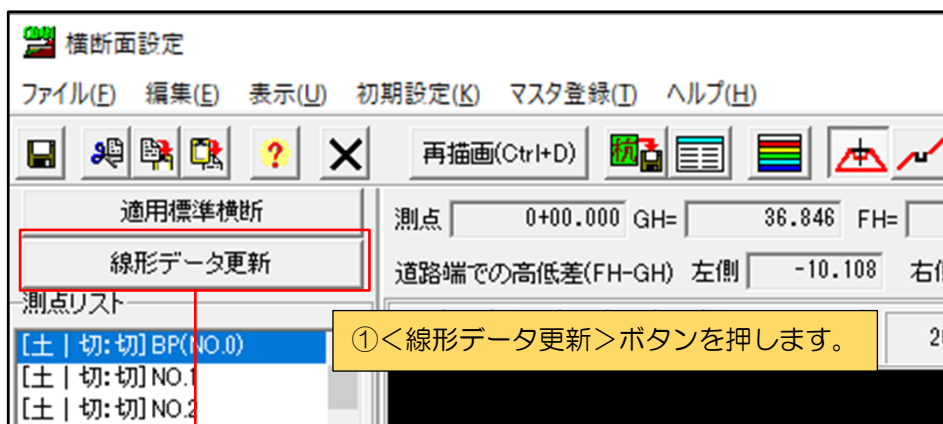 横断面設定
ファイル(F) 編集(E) 表示(U) 初期設定(K) マスタ登録(T) ヘルプ(H)
再描画(Ctrl+D) 杭
適用標準横断
測点 0+00.000 GH= 36.846 FH=
線形データ更新
道路端での高低差(FH-GH) 左側 -10.108
測点リスト
①<線形データ更新>ボタンを押します。
[土 | 切:切] BP(NO.0)
[土 | 切:切] NO.1
[土 | 切:切] NO.2